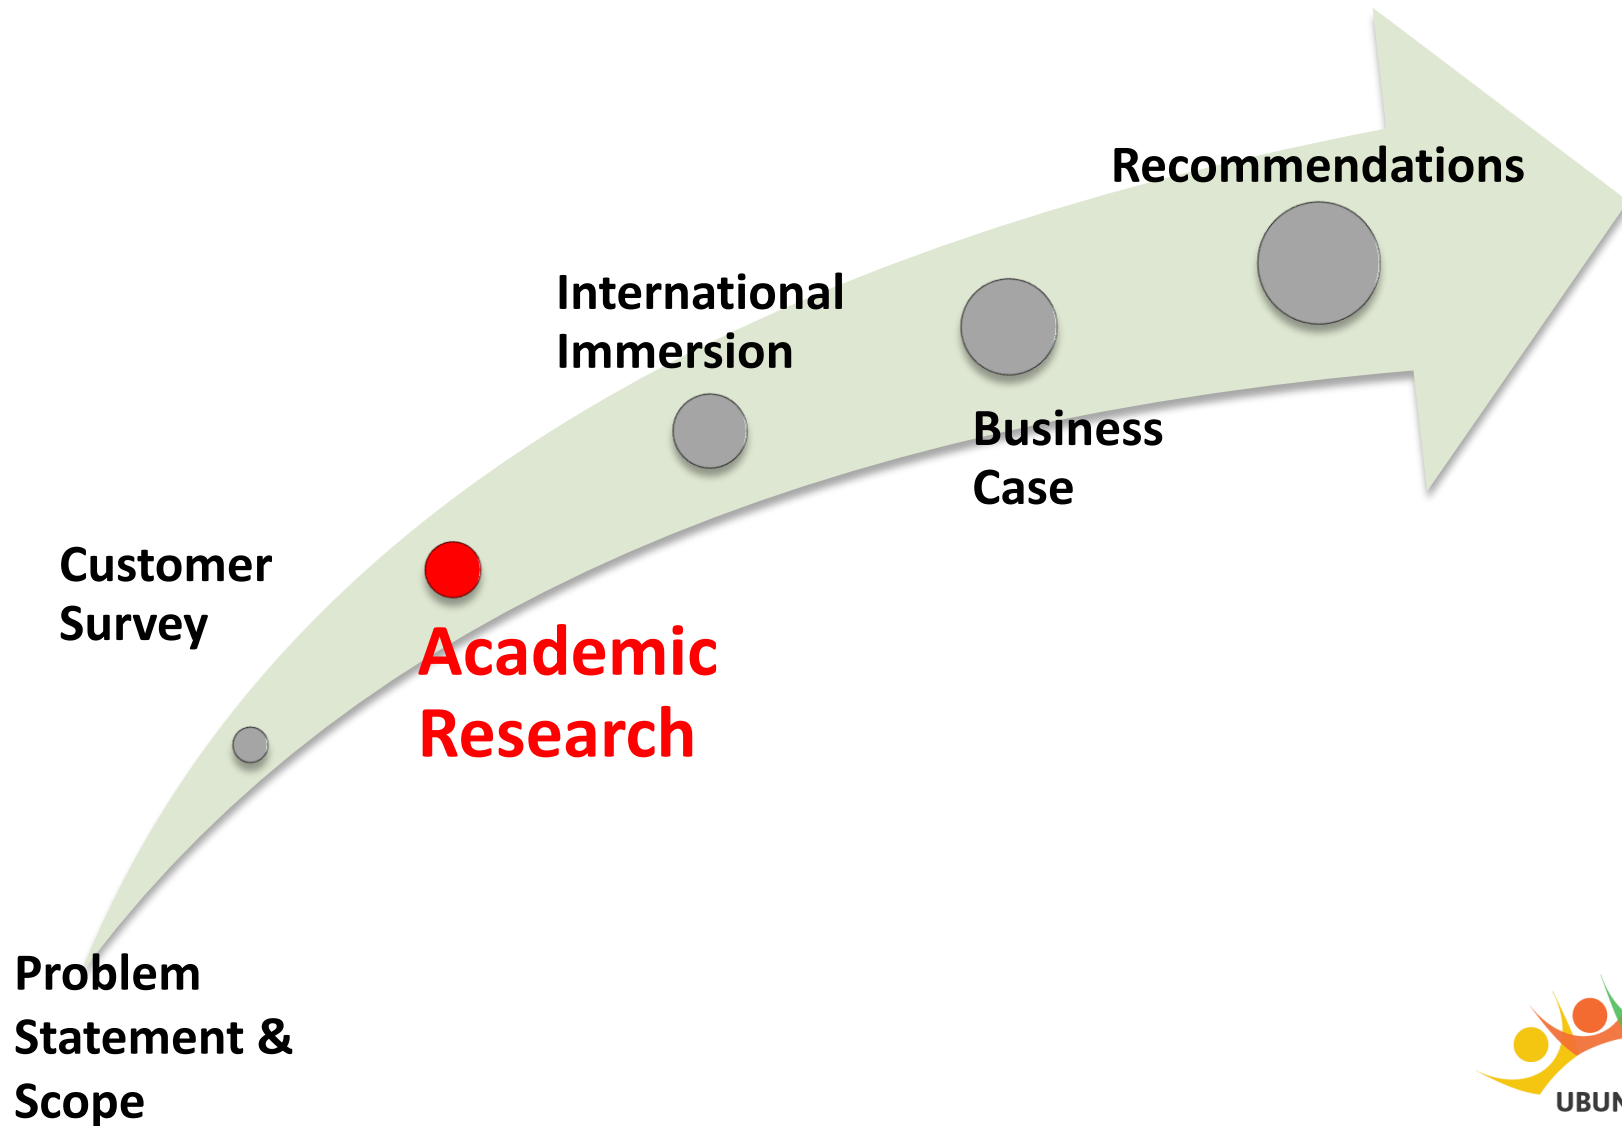 Recommendations
International
Immersion
Business
Case
Customer
Survey
Academic
Research
Problem
Statement &
Scope